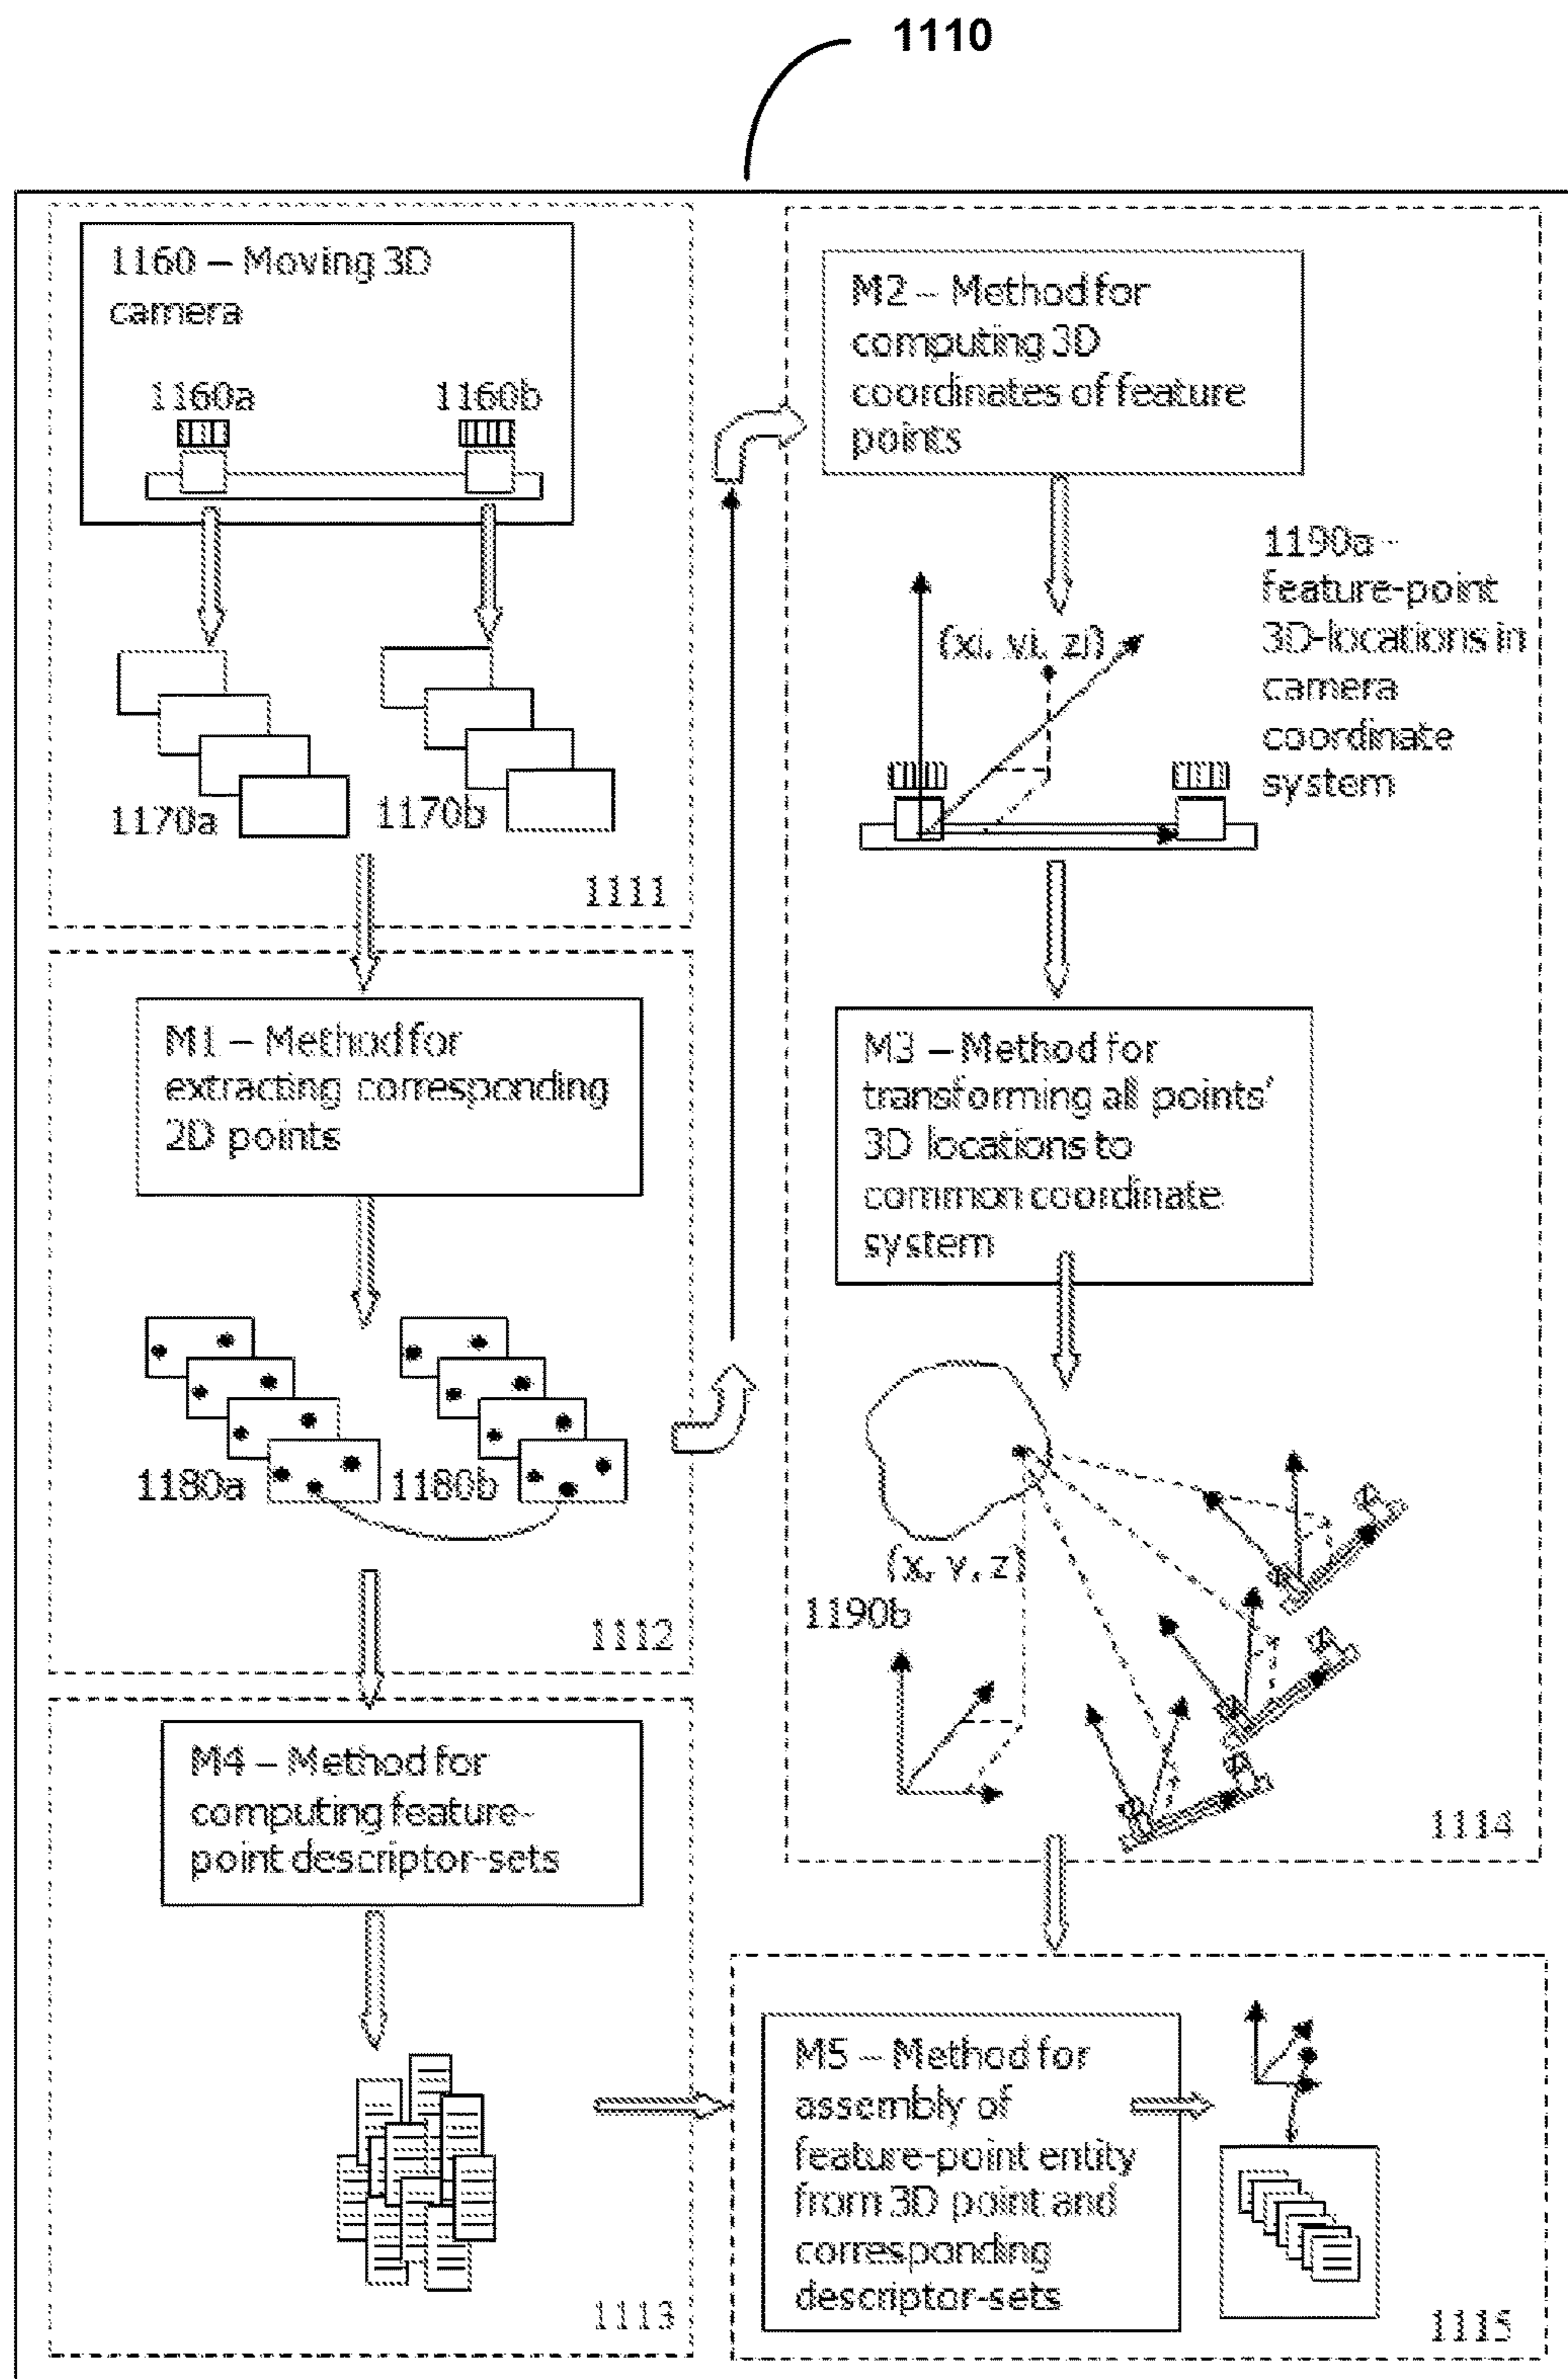 1110
1160 – Moving 3D
camera
1160a
1160b
1170a
1170b
1111
M1 – Method for
extracting corresponding
2D points
1180a
1180b
1112
M4 – Method for
computing feature-
point descriptor-sets
1113
M2 – Method for
computing 3D
coordinates of feature
points
1190a -
feature-point
3D-locations in
camera
coordinate
system
(xi, yi, zi)
M3 – Method for
transforming all points'
3D locations to
common coordinate
system
(x, y, z)
1190b
1114
M5 – Method for
assembly of
feature-point entity
from 3D point and
corresponding
descriptor-sets
1115